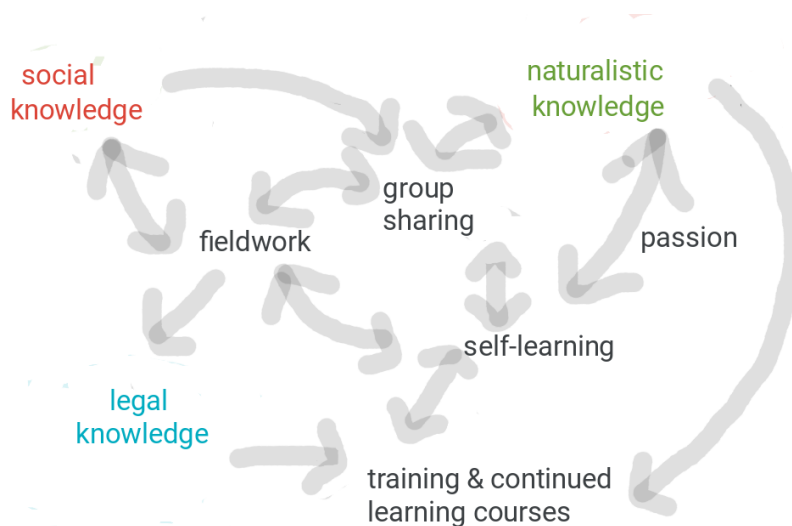 social
knowledge
naturalistic
knowledge
group
sharing
fieldwork
passion
self-learning
legal
knowledge
training & continued
learning courses